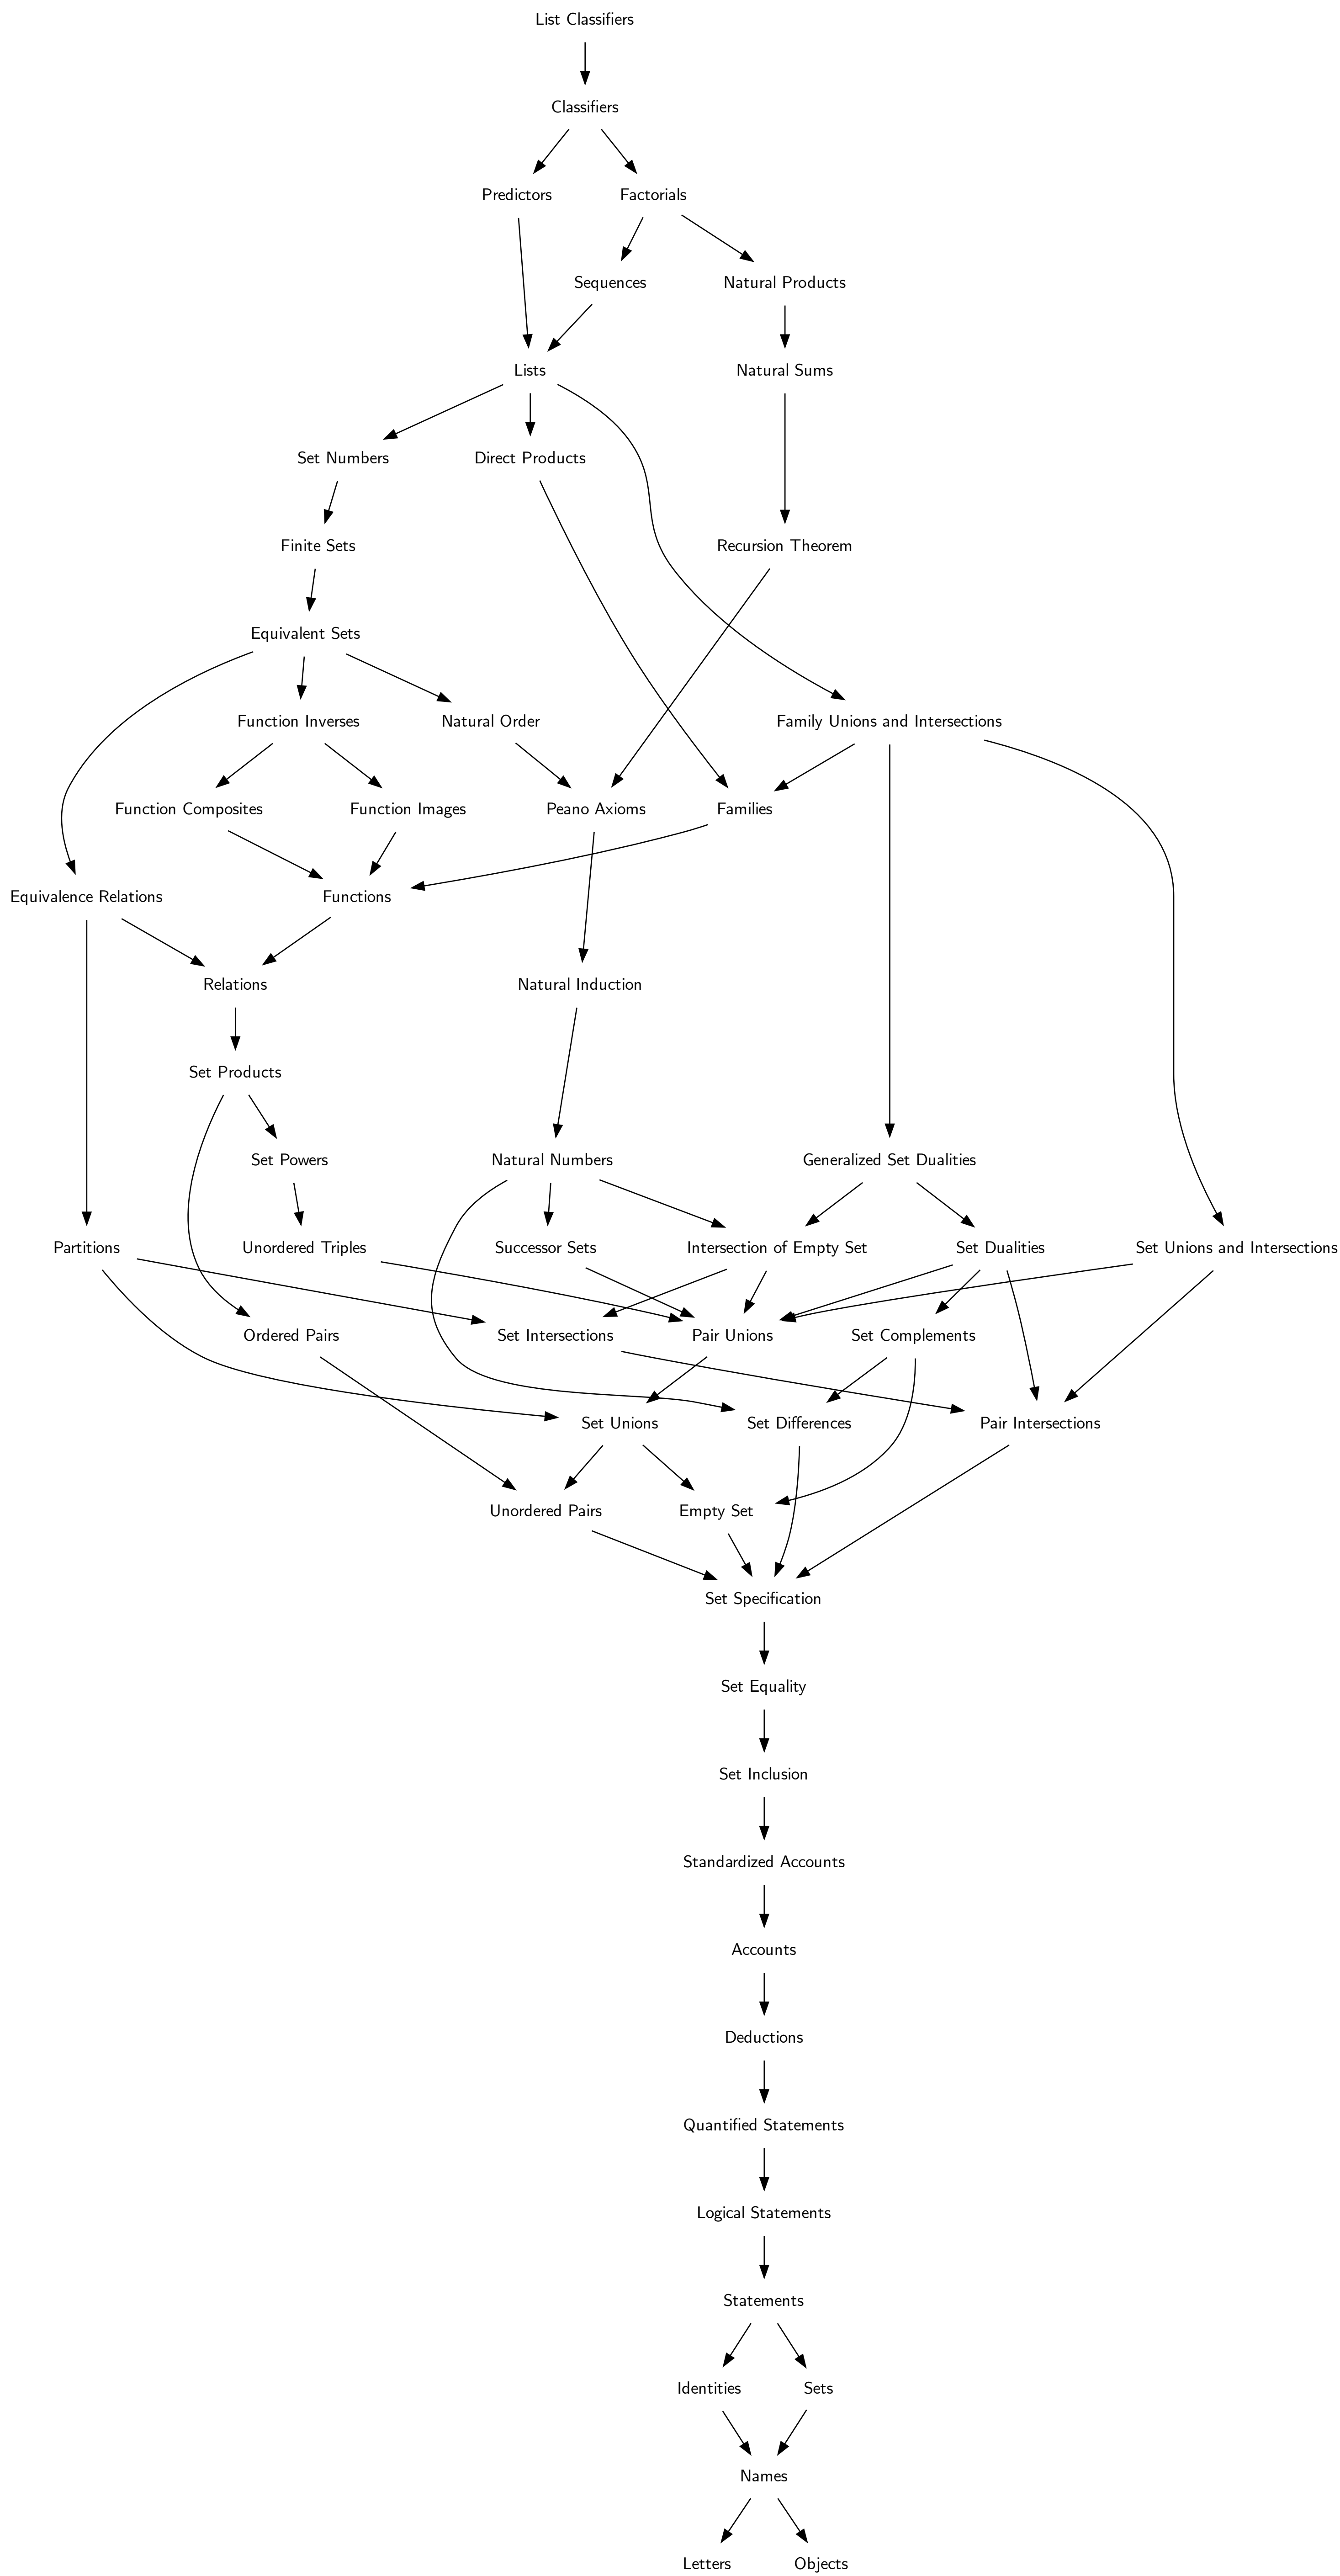 List Classifiers
Classifiers
Predictors
Factorials
Sequences
Natural Products
Lists
Natural Sums
Set Numbers
Direct Products
Finite Sets
Recursion Theorem
Equivalent Sets
Function Inverses
Natural Order
Family Unions and Intersections
Function Composites
Function Images
Peano Axioms
Families
Equivalence Relations
Functions
Relations
Natural Induction
Set Products
Set Powers
Natural Numbers
Generalized Set Dualities
Partitions
Unordered Triples
Successor Sets
Intersection of Empty Set
Set Dualities
Set Unions and Intersections
Ordered Pairs
Set Intersections
Pair Unions
Set Complements
Set Unions
Set Differences
Pair Intersections
Unordered Pairs
Empty Set
Set Specification
Set Equality
Set Inclusion
Standardized Accounts
Accounts
Deductions
Quantified Statements
Logical Statements
Statements
Identities
Sets
Names
Letters
Objects